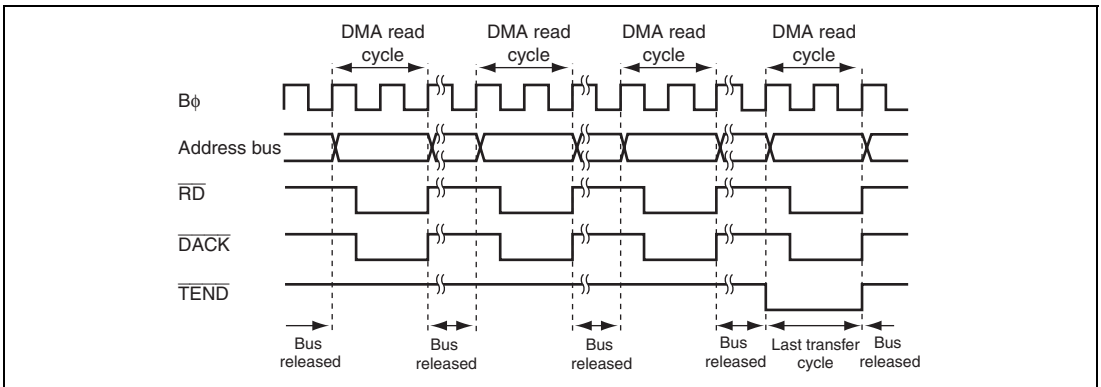 DMA read cycle
DMA read cycle
DMA read cycle
DMA read cycle
Bφ
Address bus
RD
DACK
TEND
Bus released
Bus released
Bus released
Bus released
Last transfer cycle
Bus released